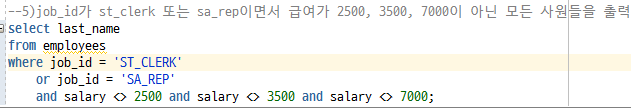 --5)job_id가 st_clerk 또는 sa_rep이면서 급여가 2500, 3500, 7000이 아닌 모든 사원들을 출력
select last_name
from employees
where job_id = 'ST_CLERK'
or job_id = 'SA_REP'
and salary <> 2500 and salary <> 3500 and salary <> 7000;